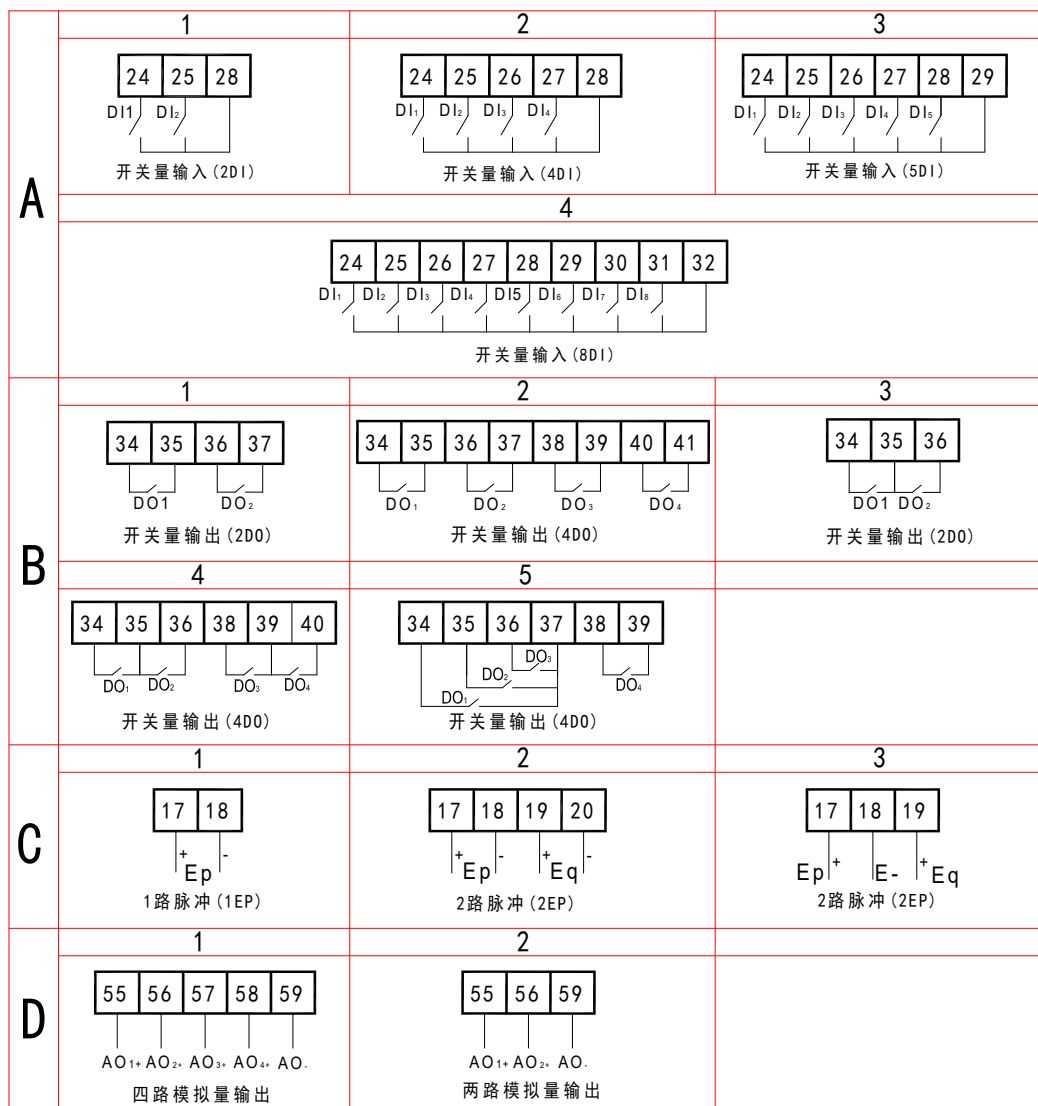 1 2 3
24 25 28
24 25 26 27 28
24 25 26 27 28 29
DI1 DI₂
DI₁ DI₂ DI₃ DI₄
DI₁ DI₂ DI₃ DI₄ DI₅
开关量输入(2DI)
开关量输入(4DI)
开关量输入(5DI)
A
4
24 25 26 27 28 29 30 31 32
DI₁ DI₂ DI₃ DI₄ DI5 DI₆ DI₇ DI₈
开关量输入(8DI)
1 2 3
34 35 36 37
34 35 36 37 38 39 40 41
34 35 36
DO1 DO₂
DO₁ DO₂ DO₃ DO₄
DO1 DO₂
开关量输出(2DO)
开关量输出(4DO)
开关量输出(2DO)
B
4 5
34 35 36 38 39 40
34 35 36 37 38 39
DO₁ DO₂ DO₃ DO₄
DO₃
DO₂
DO₁
DO₄
开关量输出(4DO)
开关量输出(4DO)
1 2 3
17 18
17 18 19 20
17 18 19
C
+ Ep -
+ Ep - + Eq -
Ep + E- + Eq
1路脉冲(1EP)
2路脉冲(2EP)
2路脉冲(2EP)
1 2
55 56 57 58 59
55 56 59
D
AO₁₊ AO₂₊ AO₃₊ AO₄₊ AO₋
AO₁₊ AO₂₊ AO₋
四路模拟量输出
两路模拟量输出